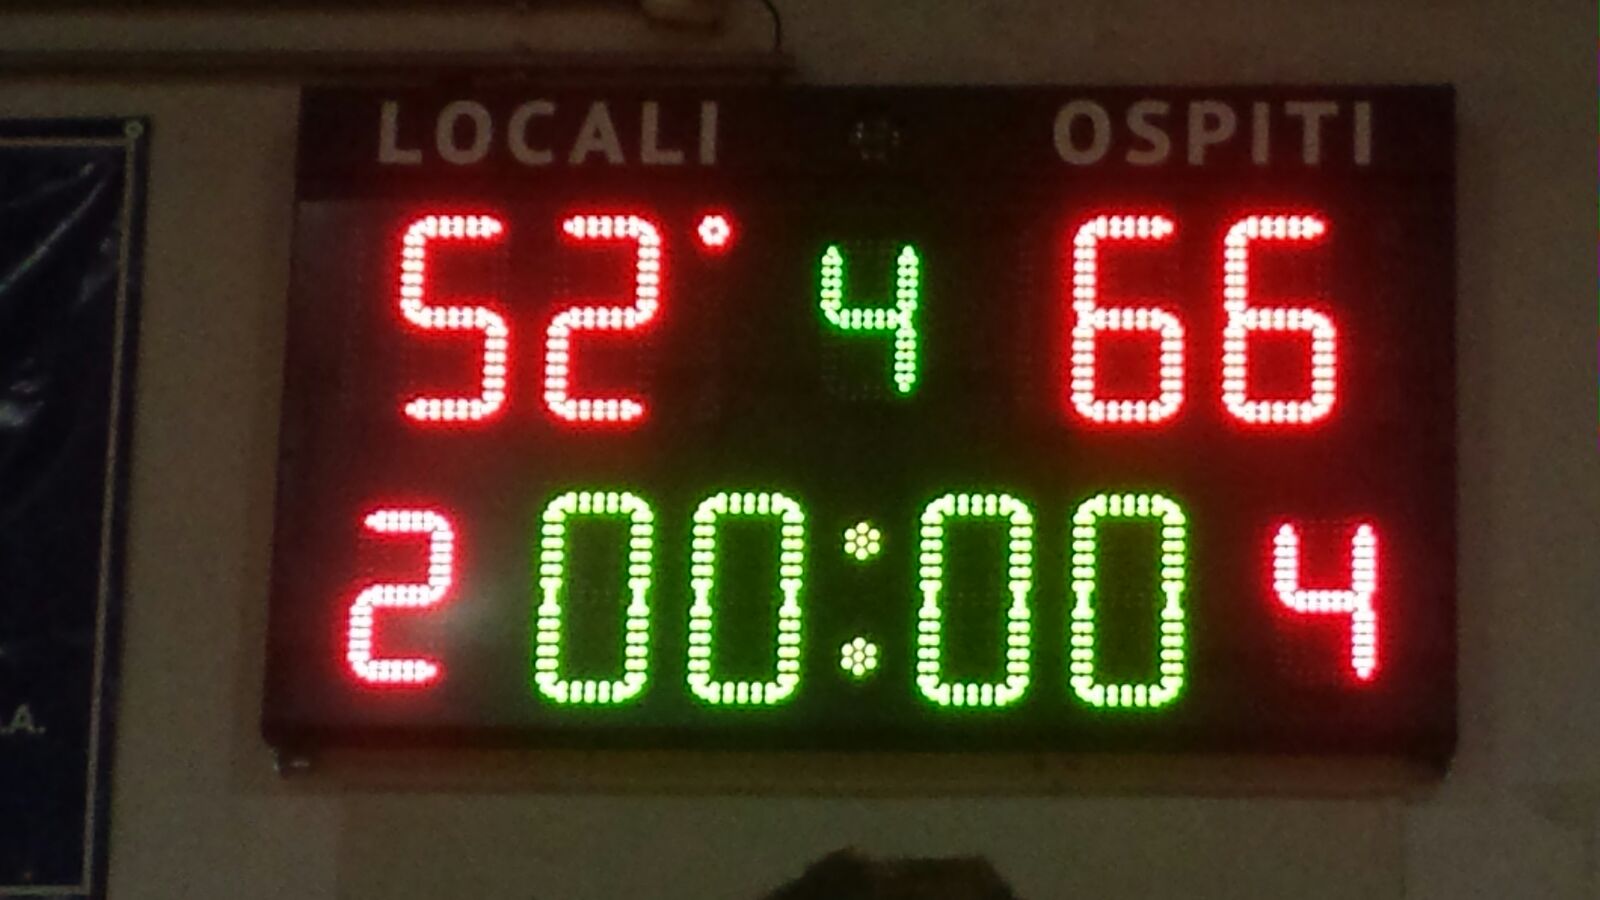 LOCALI OSPITI
52 4 66
2 00:00 4
.A.